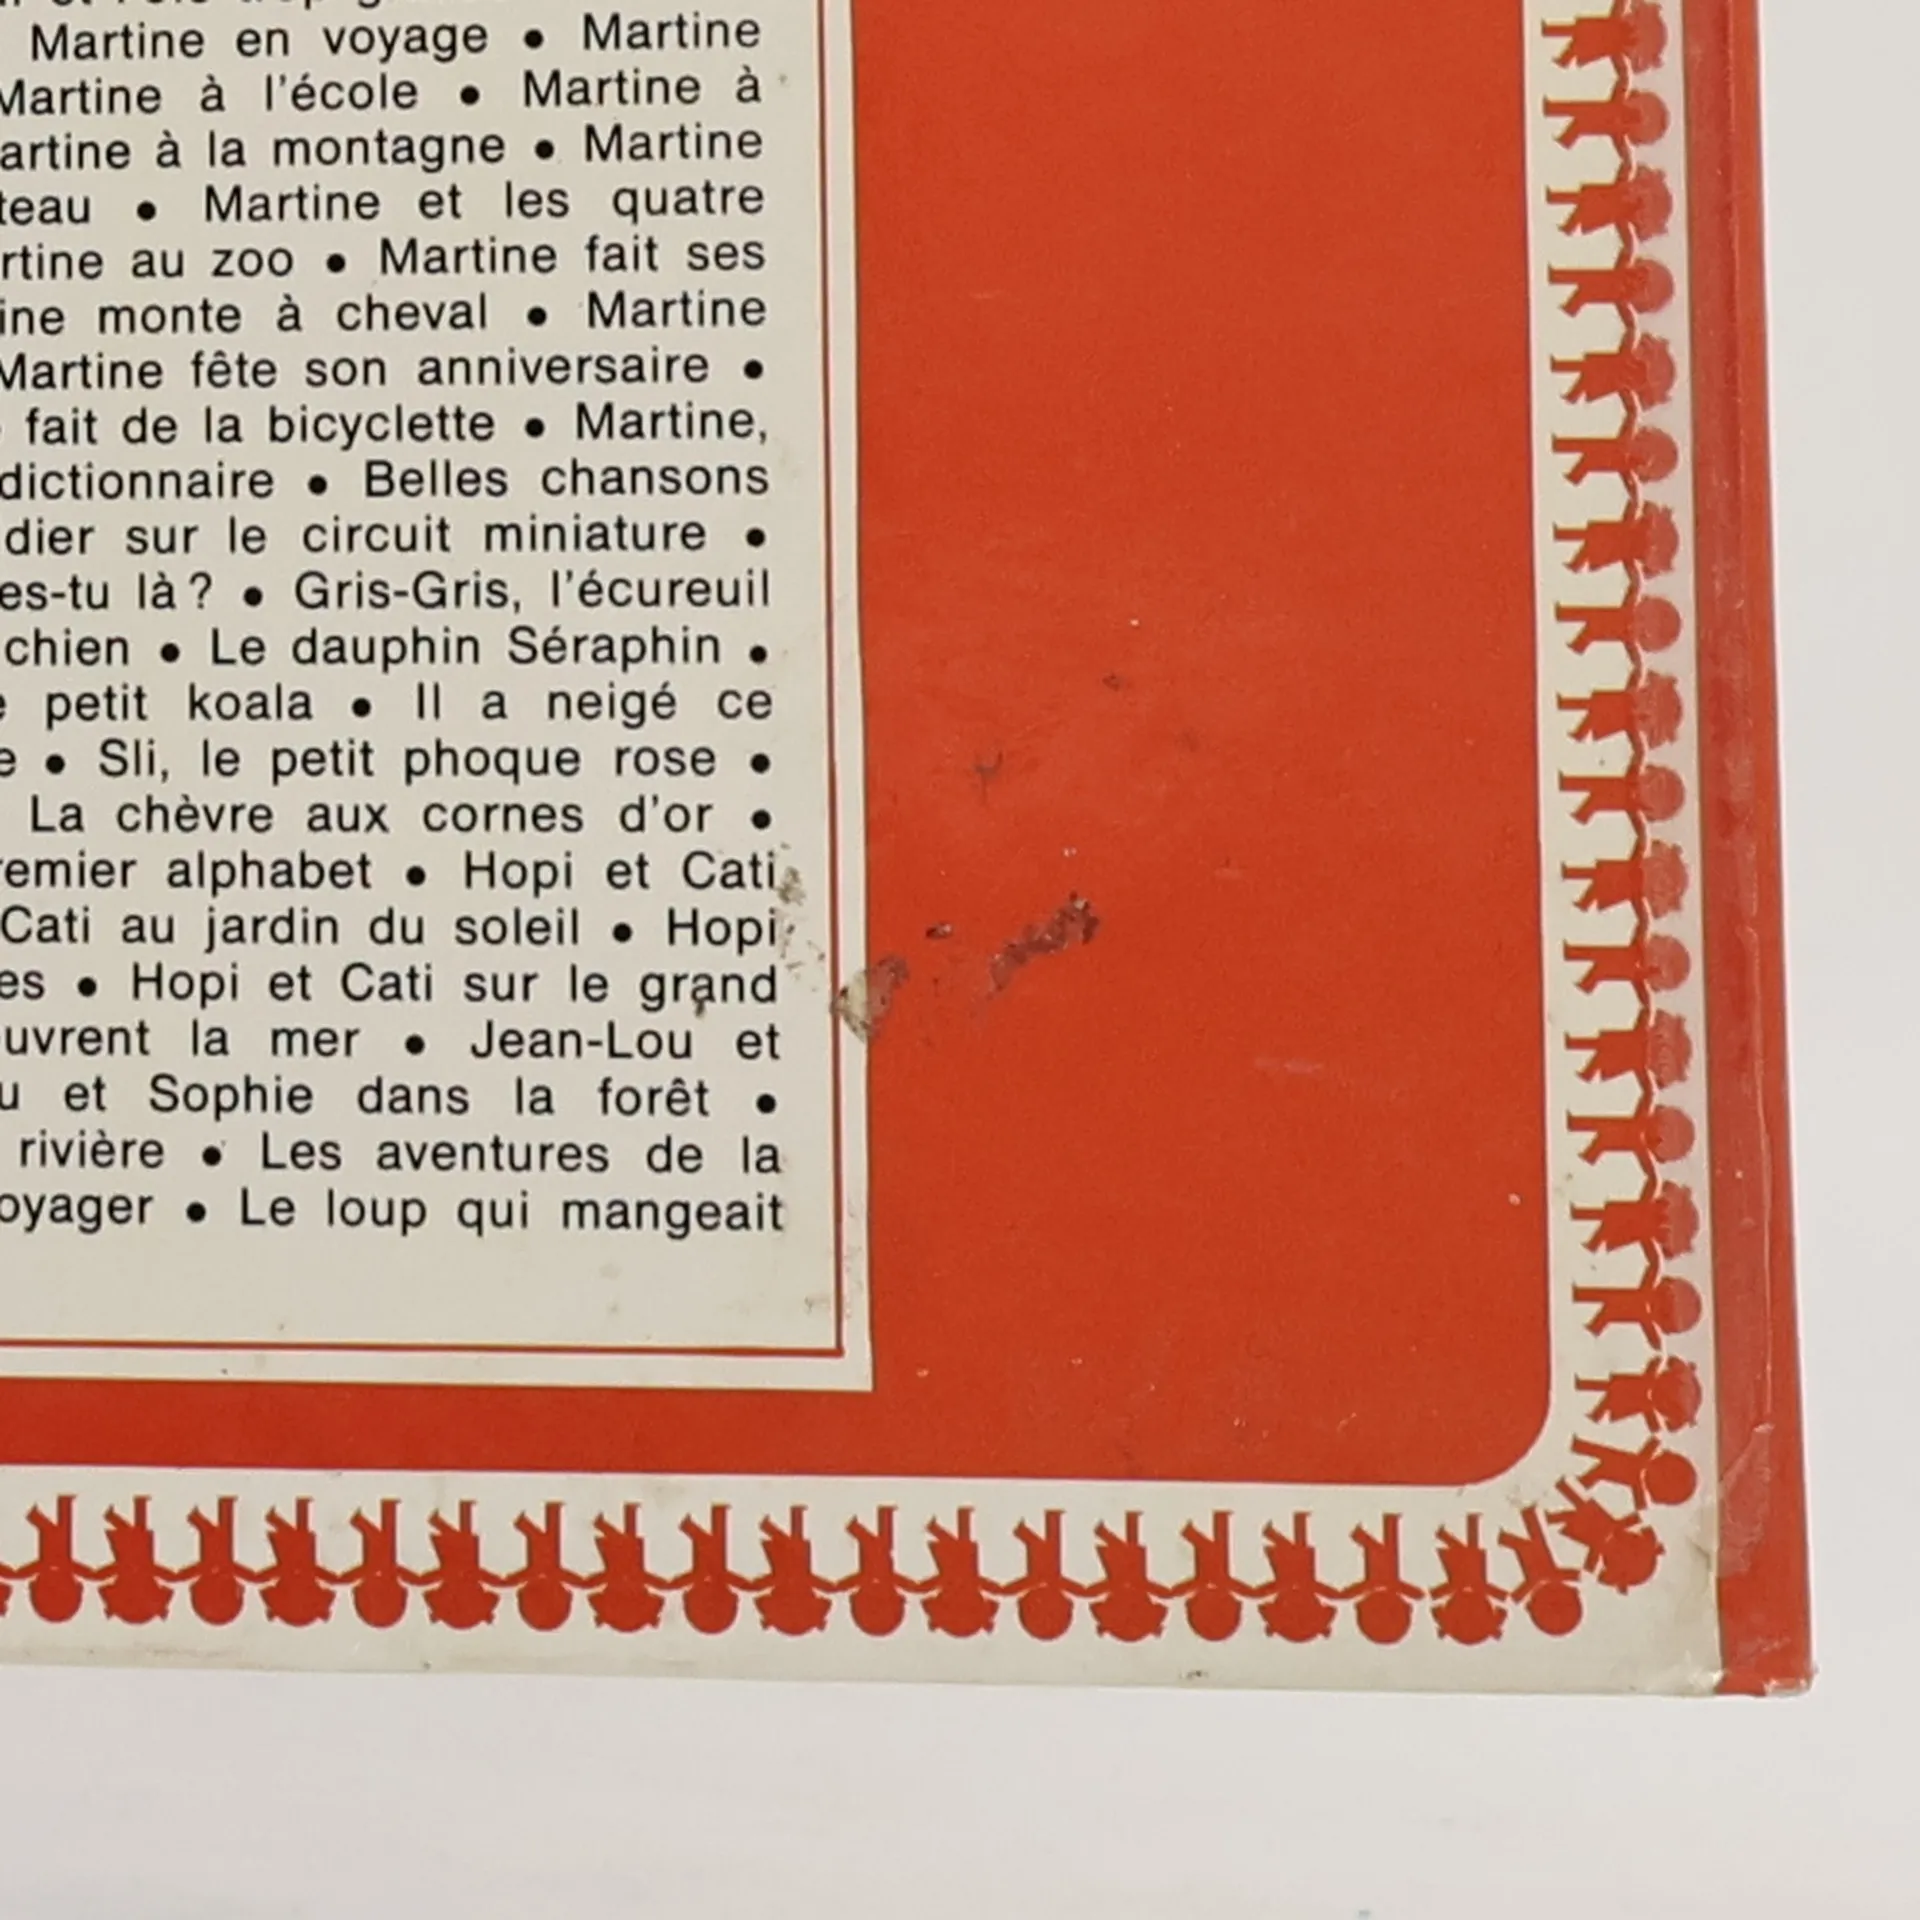 Martine en voyage • Martine
Martine à l'école • Martine à
artine à la montagne • Martine
teau • Martine et les quatre
rtine au zoo • Martine fait ses
ine monte à cheval • Martine
Martine fête son anniversaire •
fait de la bicyclette • Martine,
dictionnaire • Belles chansons
dier sur le circuit miniature •
es-tu là ? • Gris-Gris, l'écureuil
chien • Le dauphin Séraphin •
e petit koala • Il a neigé ce
e • Sli, le petit phoque rose •
La chèvre aux cornes d'or •
remier alphabet • Hopi et Cati
Cati au jardin du soleil • Hopi
es • Hopi et Cati sur le grand
uvrent la mer • Jean-Lou et
u et Sophie dans la forêt •
rivière • Les aventures de la
oyager • Le loup qui mangeait